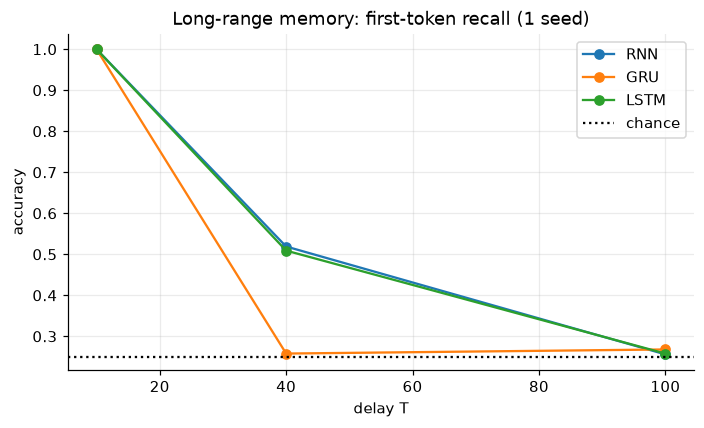 Long-range memory: first-token recall (1 seed)
RNN
GRU
LSTM
chance
accuracy
1.0
0.9
0.8
0.7
0.6
0.5
0.4
0.3
20 40 60 80 100
delay T